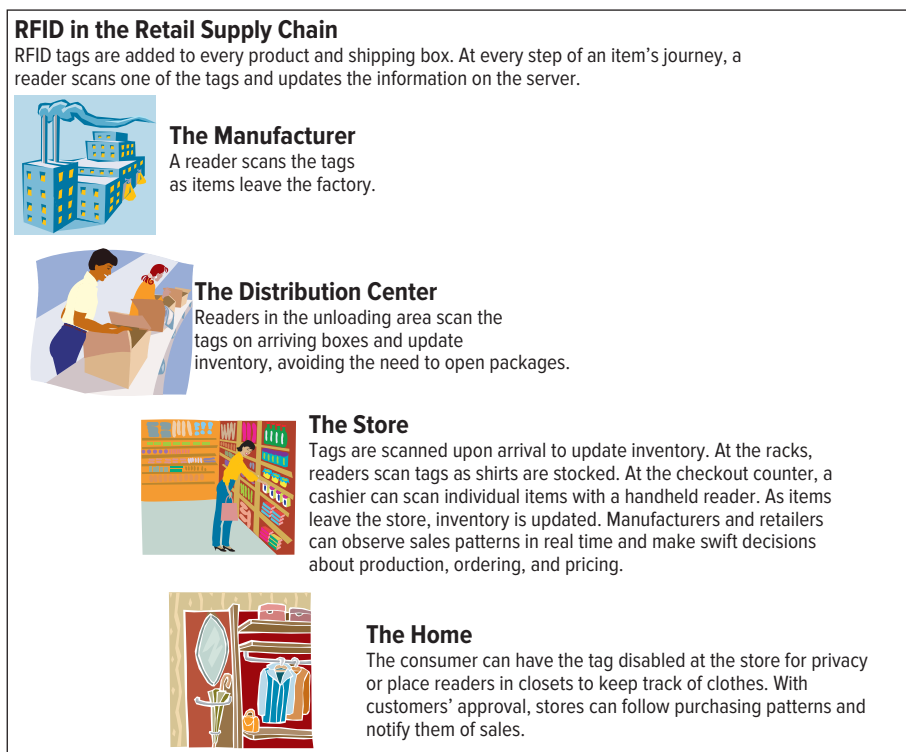 RFID in the Retail Supply Chain
RFID tags are added to every product and shipping box. At every step of an item’s journey, a
reader scans one of the tags and updates the information on the server.
The Manufacturer
A reader scans the tags
as items leave the factory.
The Distribution Center
Readers in the unloading area scan the
tags on arriving boxes and update
inventory, avoiding the need to open packages.
The Store
Tags are scanned upon arrival to update inventory. At the racks,
readers scan tags as shirts are stocked. At the checkout counter, a
cashier can scan individual items with a handheld reader. As items
leave the store, inventory is updated. Manufacturers and retailers
can observe sales patterns in real time and make swift decisions
about production, ordering, and pricing.
The Home
The consumer can have the tag disabled at the store for privacy
or place readers in closets to keep track of clothes. With
customers’ approval, stores can follow purchasing patterns and
notify them of sales.